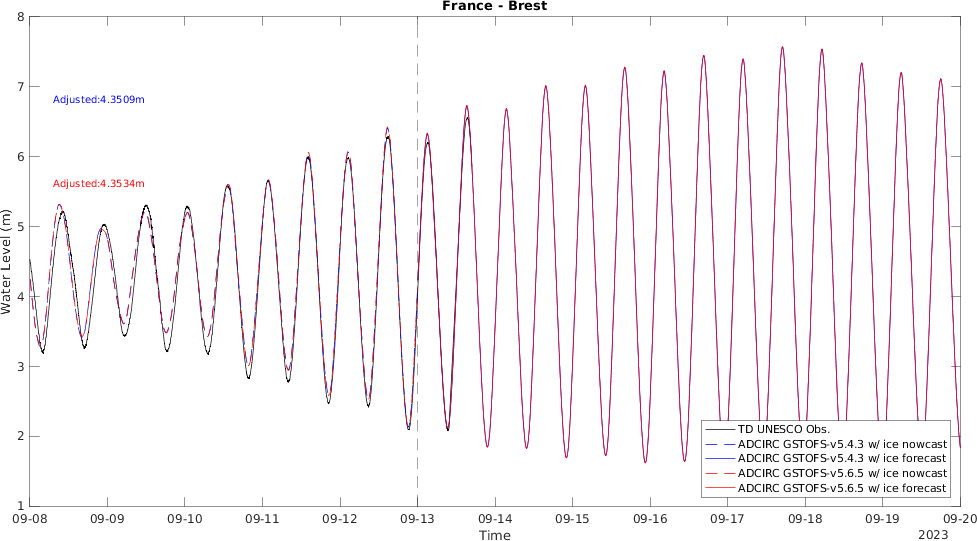 France - Brest
8
7
6
5
4
3
2
1
Water Level (m)
Adjusted:4.3509m
Adjusted:4.3534m
TD UNESCO Obs.
ADCIRC GSTOFS-v5.4.3 w/ ice nowcast
ADCIRC GSTOFS-v5.4.3 w/ ice forecast
ADCIRC GSTOFS-v5.6.5 w/ ice nowcast
ADCIRC GSTOFS-v5.6.5 w/ ice forecast
09-08 09-09 09-10 09-11 09-12 09-13 09-14 09-15 09-16 09-17 09-18 09-19 09-20
Time
2023